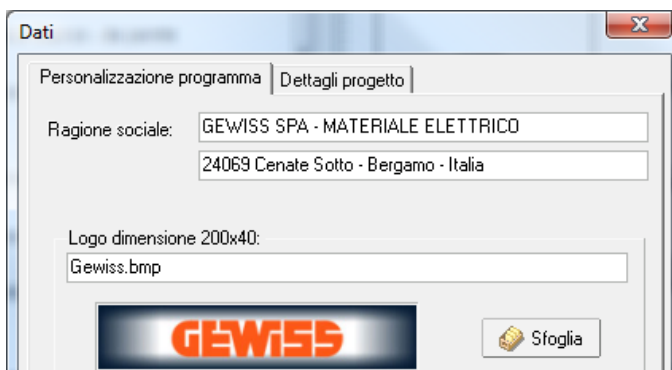 Dati
Personalizzazione programma
Dettagli progetto
Ragione sociale:
GEWISS SPA - MATERIALE ELETTRICO
24069 Cenate Sotto - Bergamo - Italia
Logo dimensione 200x40:
Gewiss.bmp
GEWiSS
Sfoglia